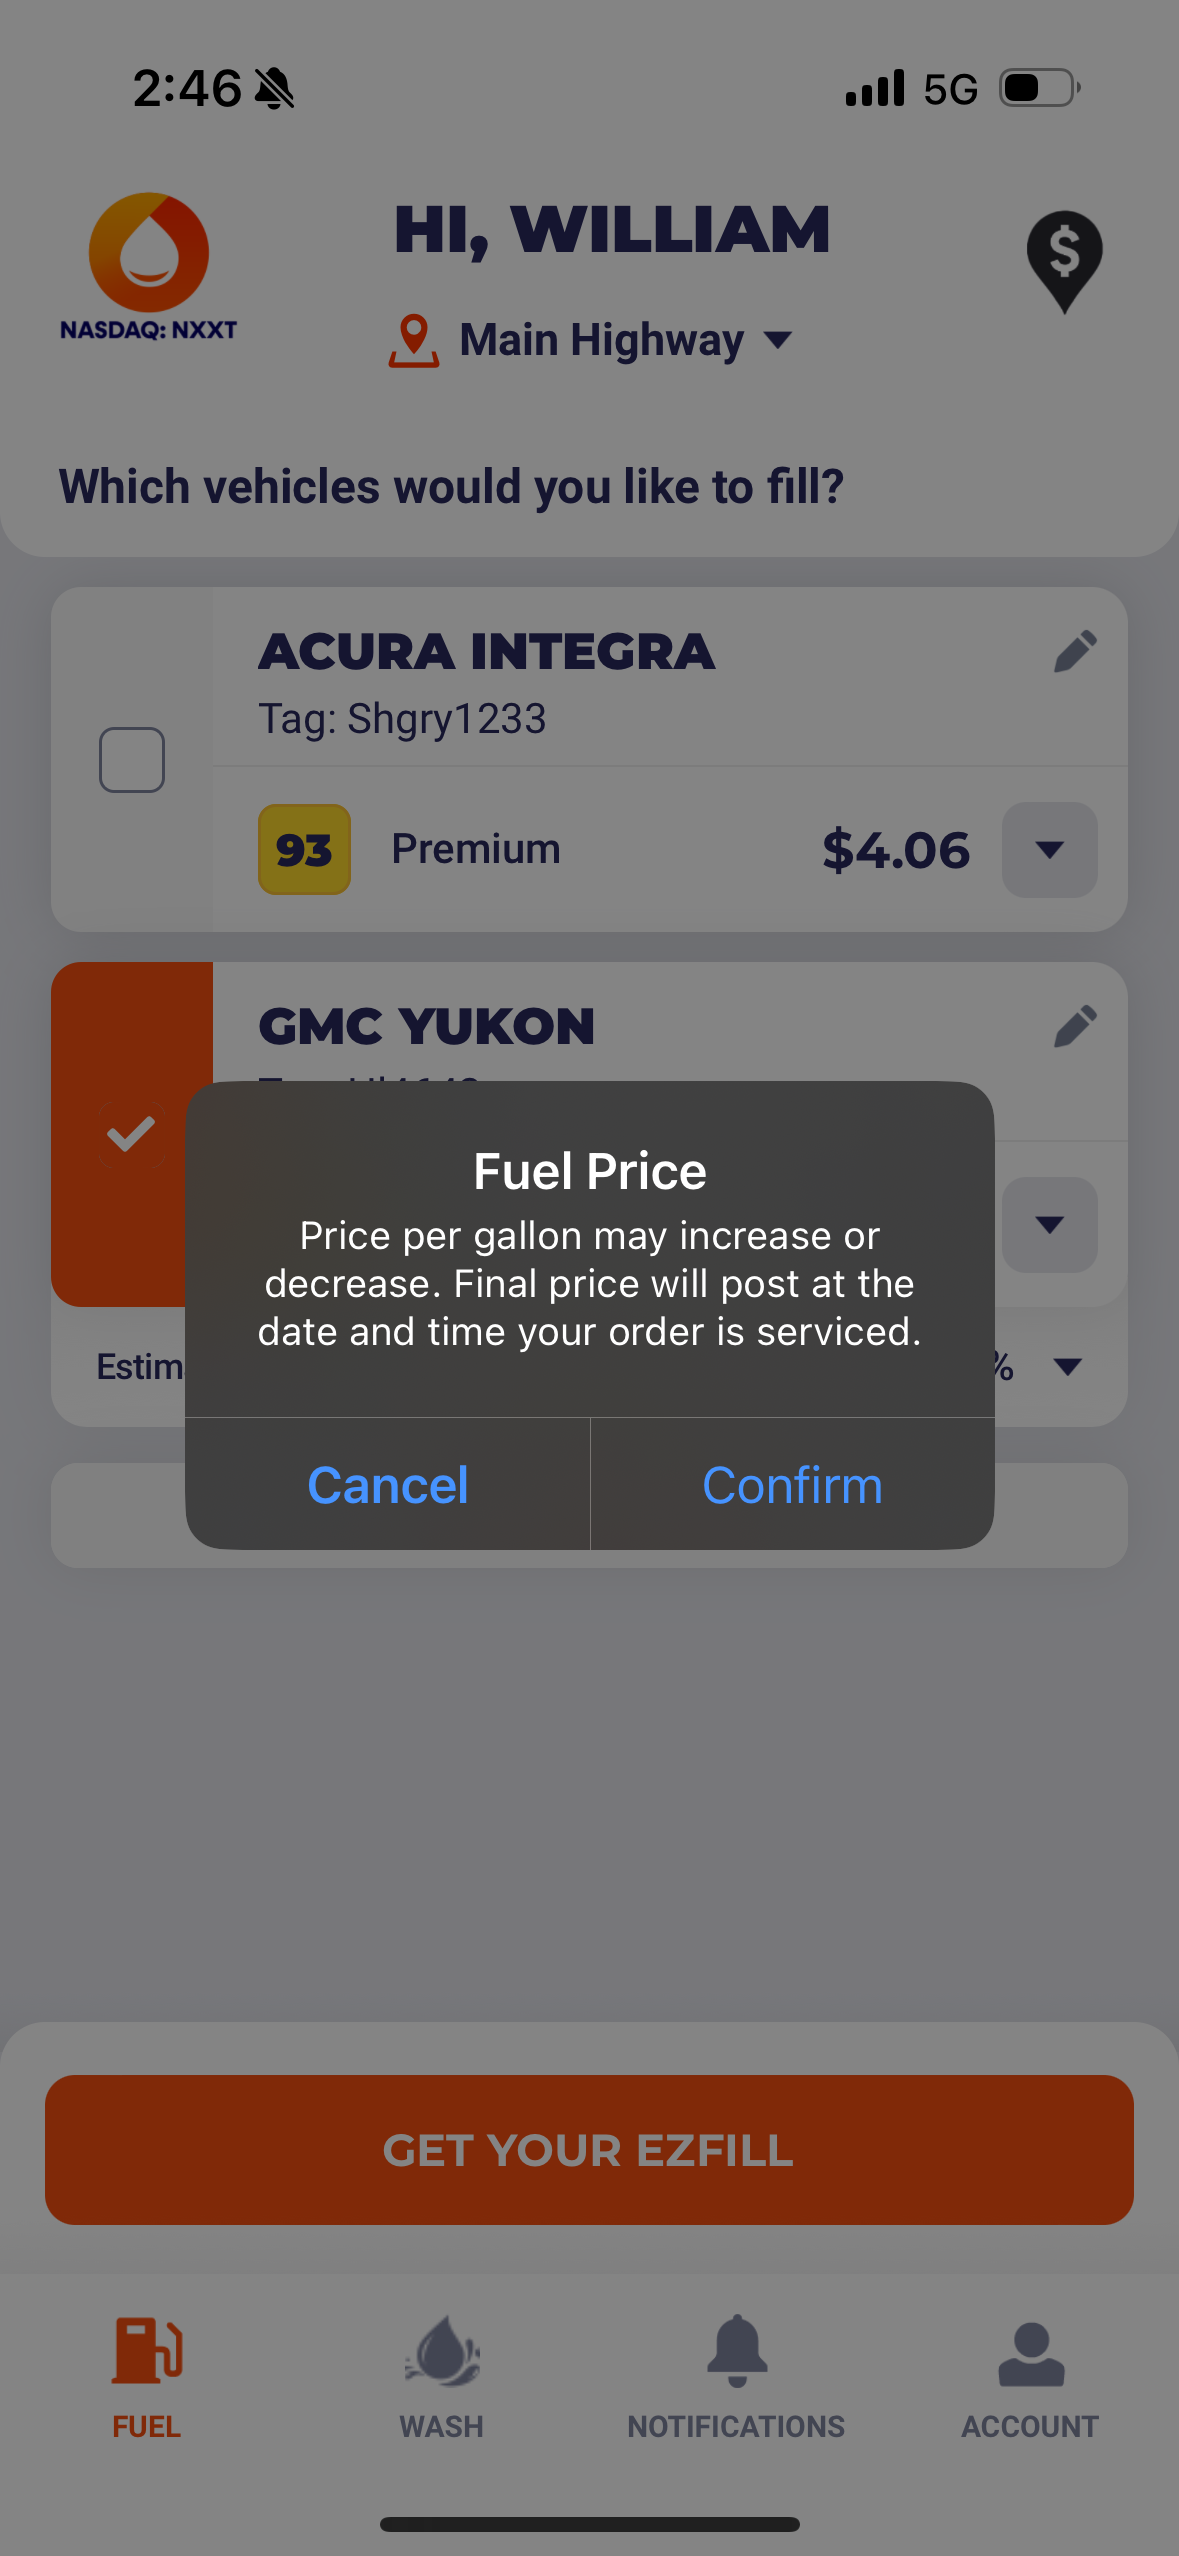 2:46
5G
NASDAQ: NXXT
HI, WILLIAM
Main Highway
Which vehicles would you like to fill?
ACURA INTEGRA
Tag: Shgry1233
93 Premium $4.06
GMC YUKON
Fuel Price
Price per gallon may increase or
decrease. Final price will post at the
date and time your order is serviced.
%
Cancel Confirm
GET YOUR EZFILL
FUEL WASH NOTIFICATIONS ACCOUNT